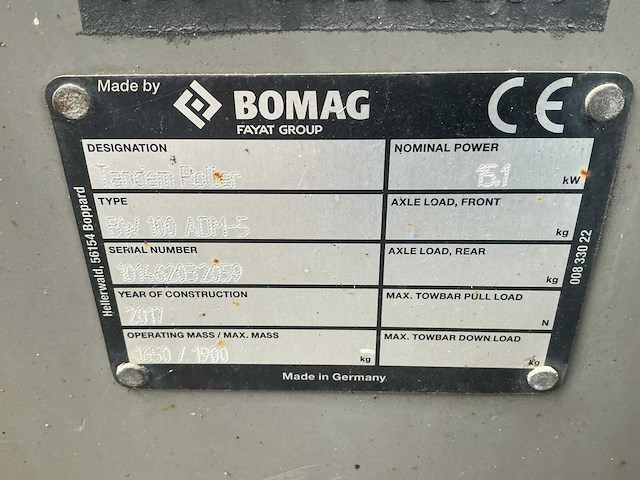 Made by
BOMAG
FAYAT GROUP
CE
DESIGNATION
Tandem Roller
NOMINAL POWER
15.1 kW
TYPE
BW 100 ADM-5
AXLE LOAD, FRONT
kg
SERIAL NUMBER
101462032059
AXLE LOAD, REAR
kg
YEAR OF CONSTRUCTION
2017
MAX. TOWBAR PULL LOAD
N
OPERATING MASS / MAX. MASS
1650 / 1900 kg
MAX. TOWBAR DOWN LOAD
kg
Made in Germany
Hellerwald, 56154 Boppard
008 330 22